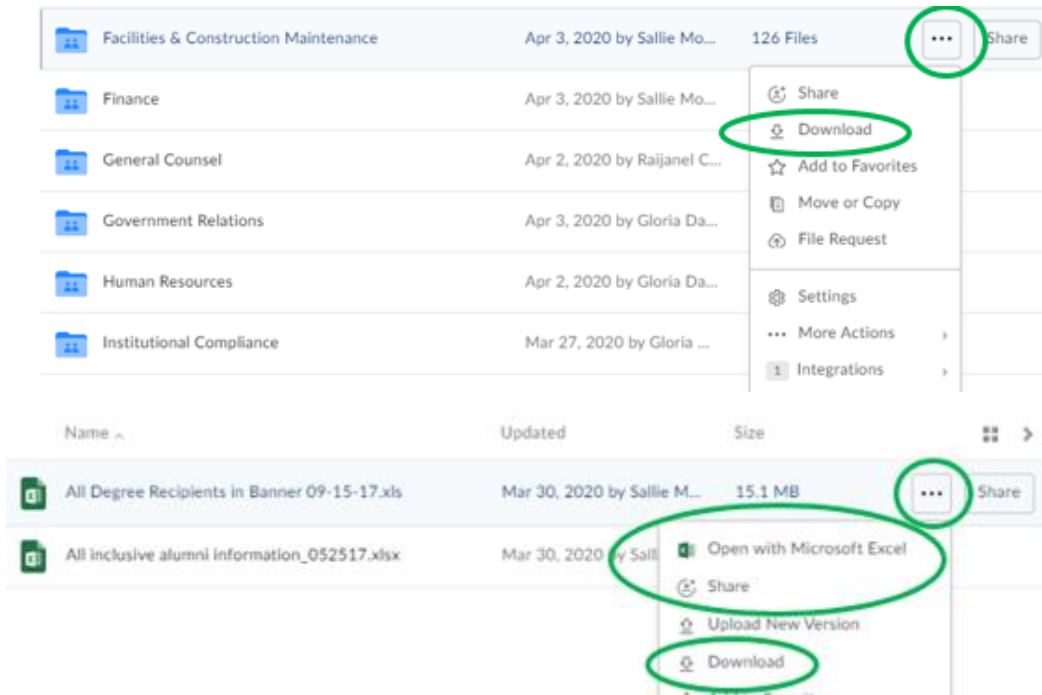 Facilities & Construction Maintenance Apr 3, 2020 by Sallie Mo... 126 Files ... Share
Finance Apr 3, 2020 by Sallie Mo... Share
General Counsel Apr 2, 2020 by Raijanel C... Download
Add to Favorites
Government Relations Apr 3, 2020 by Gloria Da... Move or Copy
File Request
Human Resources Apr 2, 2020 by Gloria Da... Settings
Institutional Compliance Mar 27, 2020 by Gloria ... ... More Actions
1 Integrations
Name Updated Size
All Degree Recipients in Banner 09-15-17.xls Mar 30, 2020 by Sallie M... 15.1 MB ... Share
All inclusive alumni information_052517.xlsx Mar 30, 2020 by Sall Open with Microsoft Excel
Share
Upload New Version
Download